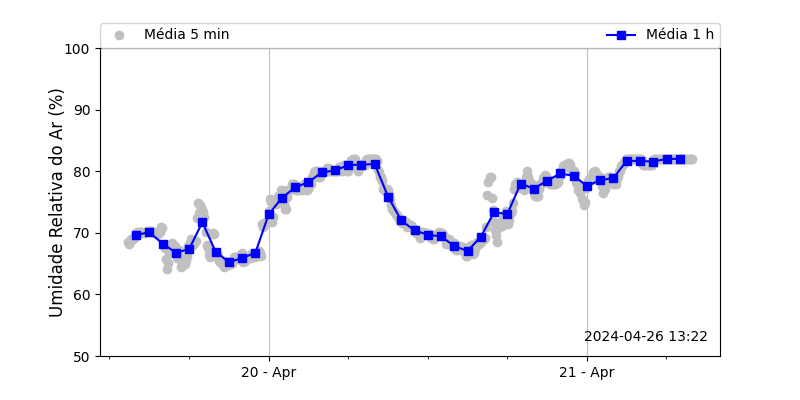 Média 5 min
Média 1 h
Umidade Relativa do Ar (%)
100
90
80
70
60
50
2024-04-26 13:22
20 - Apr
21 - Apr